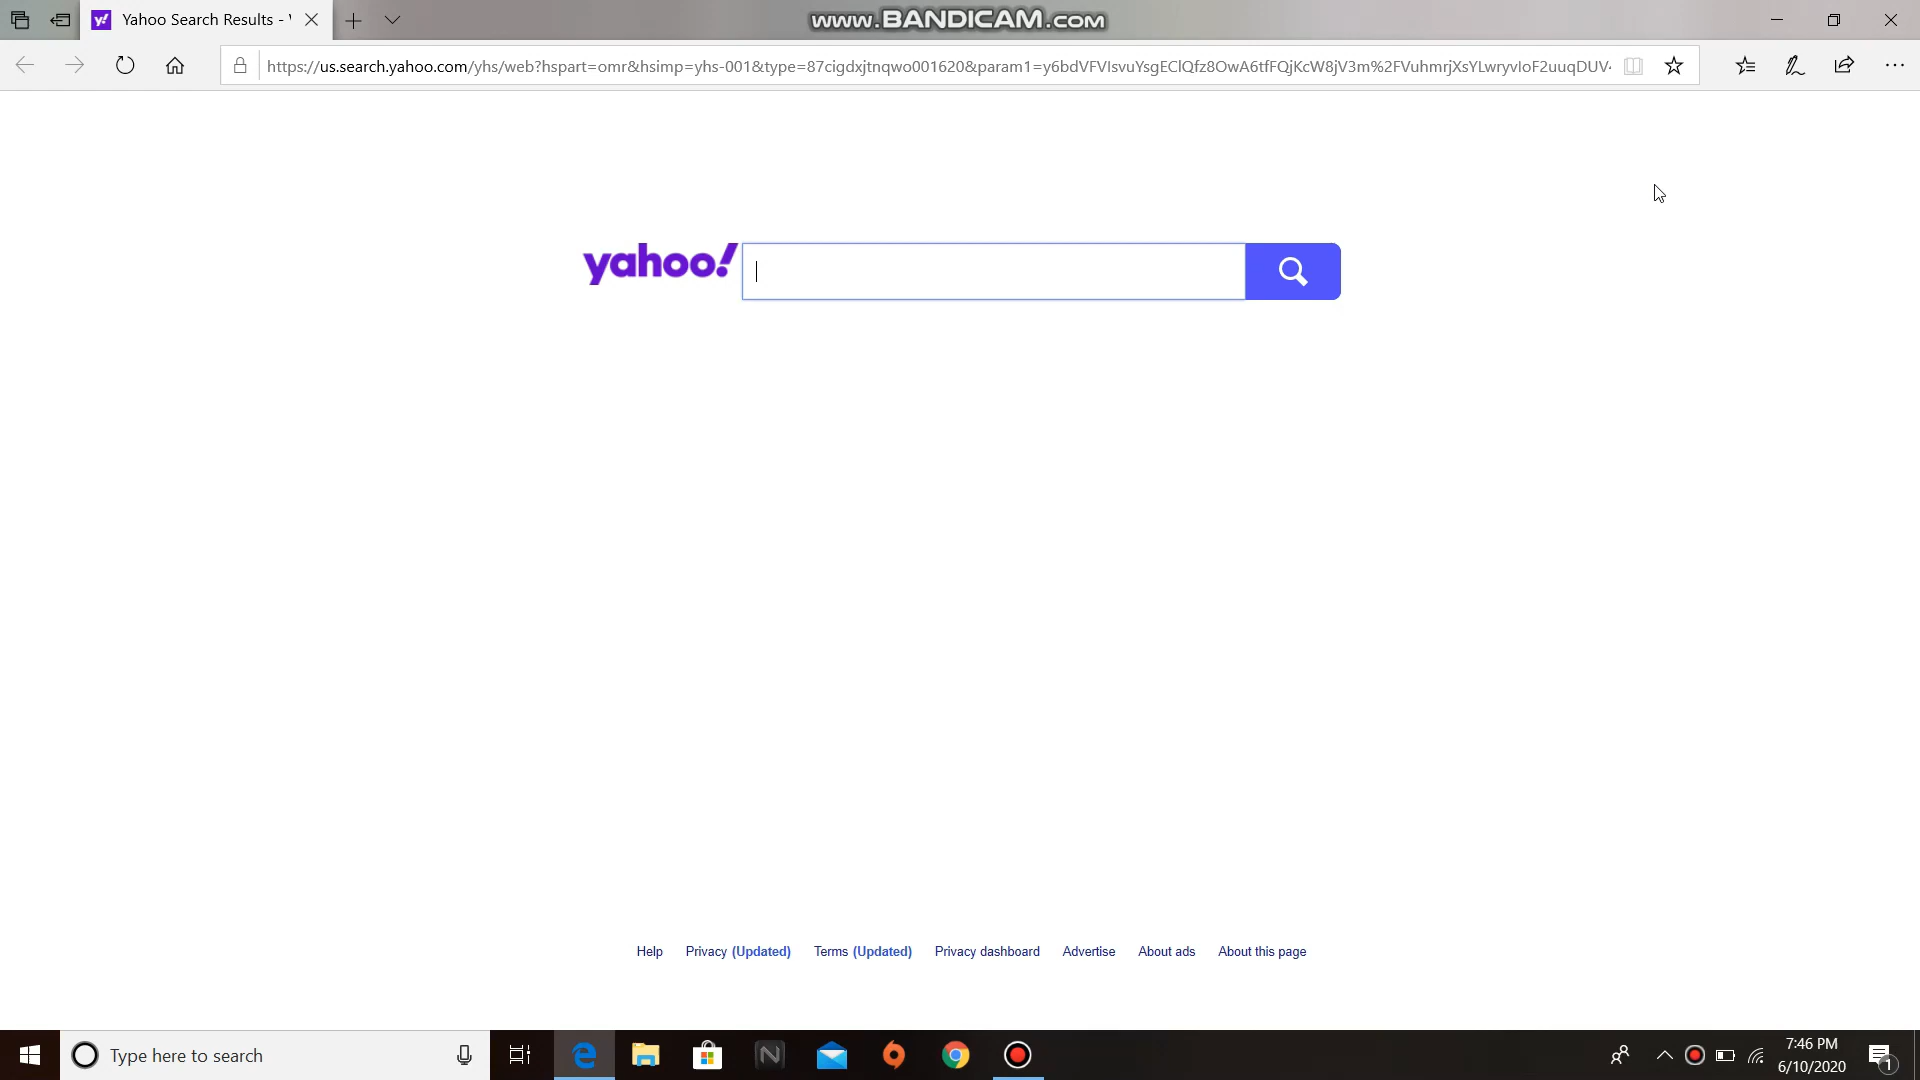 Yahoo Search Results -
www.BANDICAM.com
https://us.search.yahoo.com/yhs/web?hspart=omr&hsimp=yhs-001&type=87cigdxjtnqwo001620&param1=y6bdVFVIsvuYsgEClQfz8OwA6tfFQjKcW8jV3m%2FVuhmrjXsYLwryvIoF2uuqDUV
yahoo!
Help Privacy (Updated) Terms (Updated) Privacy dashboard Advertise About ads About this page
Type here to search
7:46 PM
6/10/2020
1